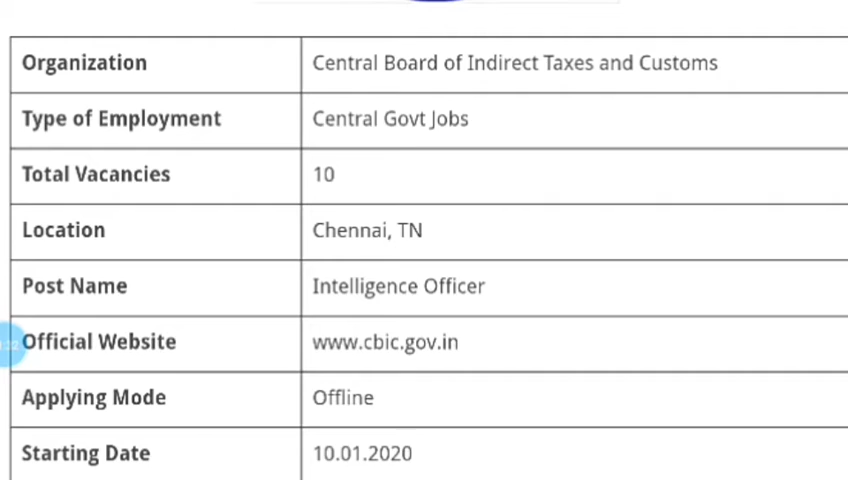 Organization Central Board of Indirect Taxes and Customs
Type of Employment Central Govt Jobs
Total Vacancies 10
Location Chennai, TN
Post Name Intelligence Officer
Official Website www.cbic.gov.in
Applying Mode Offline
Starting Date 10.01.2020